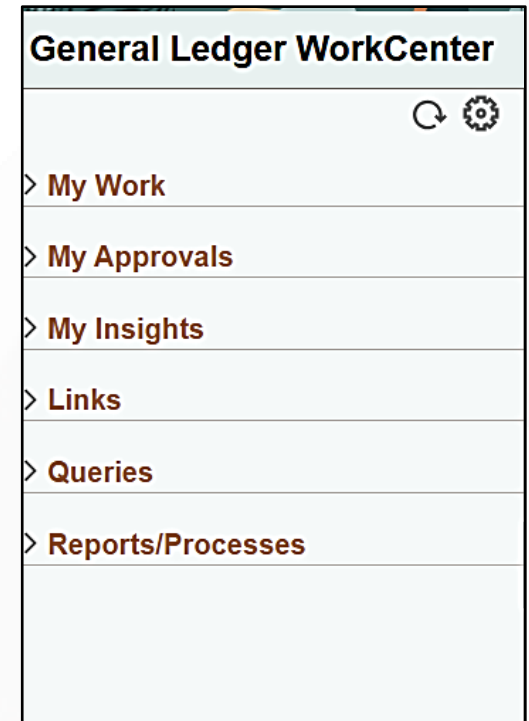 General Ledger WorkCenter
My Work
My Approvals
My Insights
Links
Queries
Reports/Processes